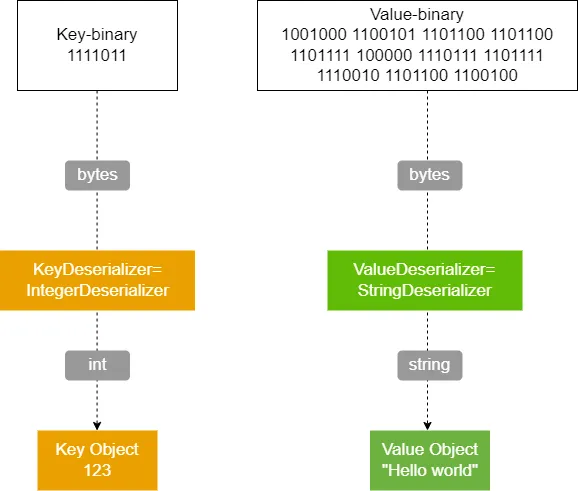 Key-binary
1111011
Value-binary
1001000 1100101 1101100 1101100
1101111 100000 1110111 1101111
1110010 1101100 1100100
bytes
bytes
KeyDeserializer=
IntegerDeserializer
ValueDeserializer=
StringDeserializer
int
string
Key Object
123
Value Object
"Hello world"